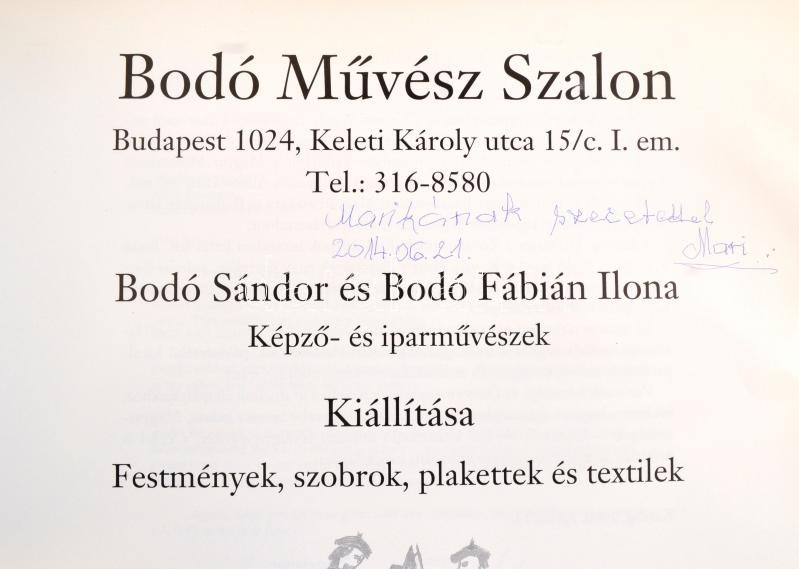 Bodó Művész Szalon
Budapest 1024, Keleti Károly utca 15/c. I. em.
Tel.: 316-8580
Marikának szeretettel
2014.06.21. Mari
Bodó Sándor és Bodó Fábián Ilona
Képző- és iparművészek
Kiállítása
Festmények, szobrok, plakettek és textilek